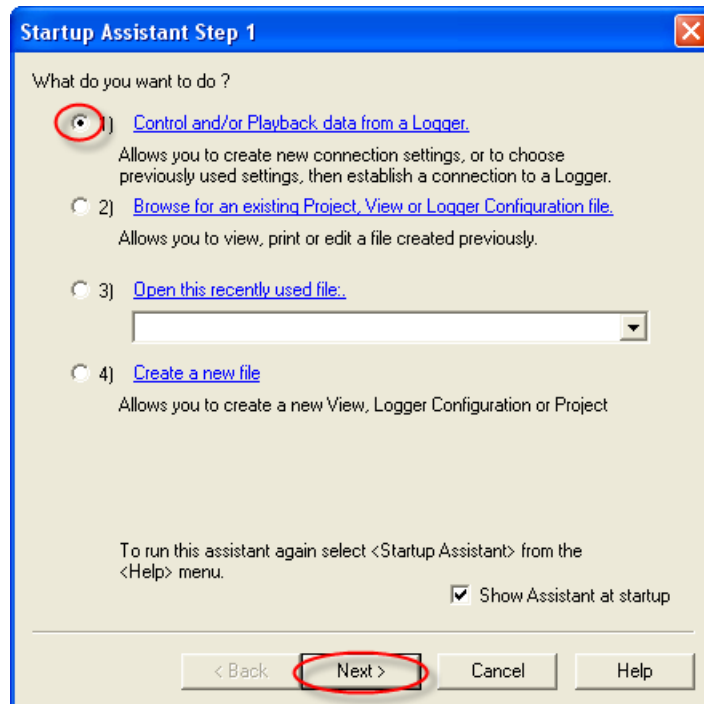 Startup Assistant Step 1
What do you want to do ?
1) Control and/or Playback data from a Logger.
Allows you to create new connection settings, or to choose
previously used settings, then establish a connection to a Logger.
2) Browse for an existing Project, View or Logger Configuration file.
Allows you to view, print or edit a file created previously.
3) Open this recently used file:.
4) Create a new file
Allows you to create a new View, Logger Configuration or Project
To run this assistant again select <Startup Assistant> from the
<Help> menu.
Show Assistant at startup
< Back Next > Cancel Help